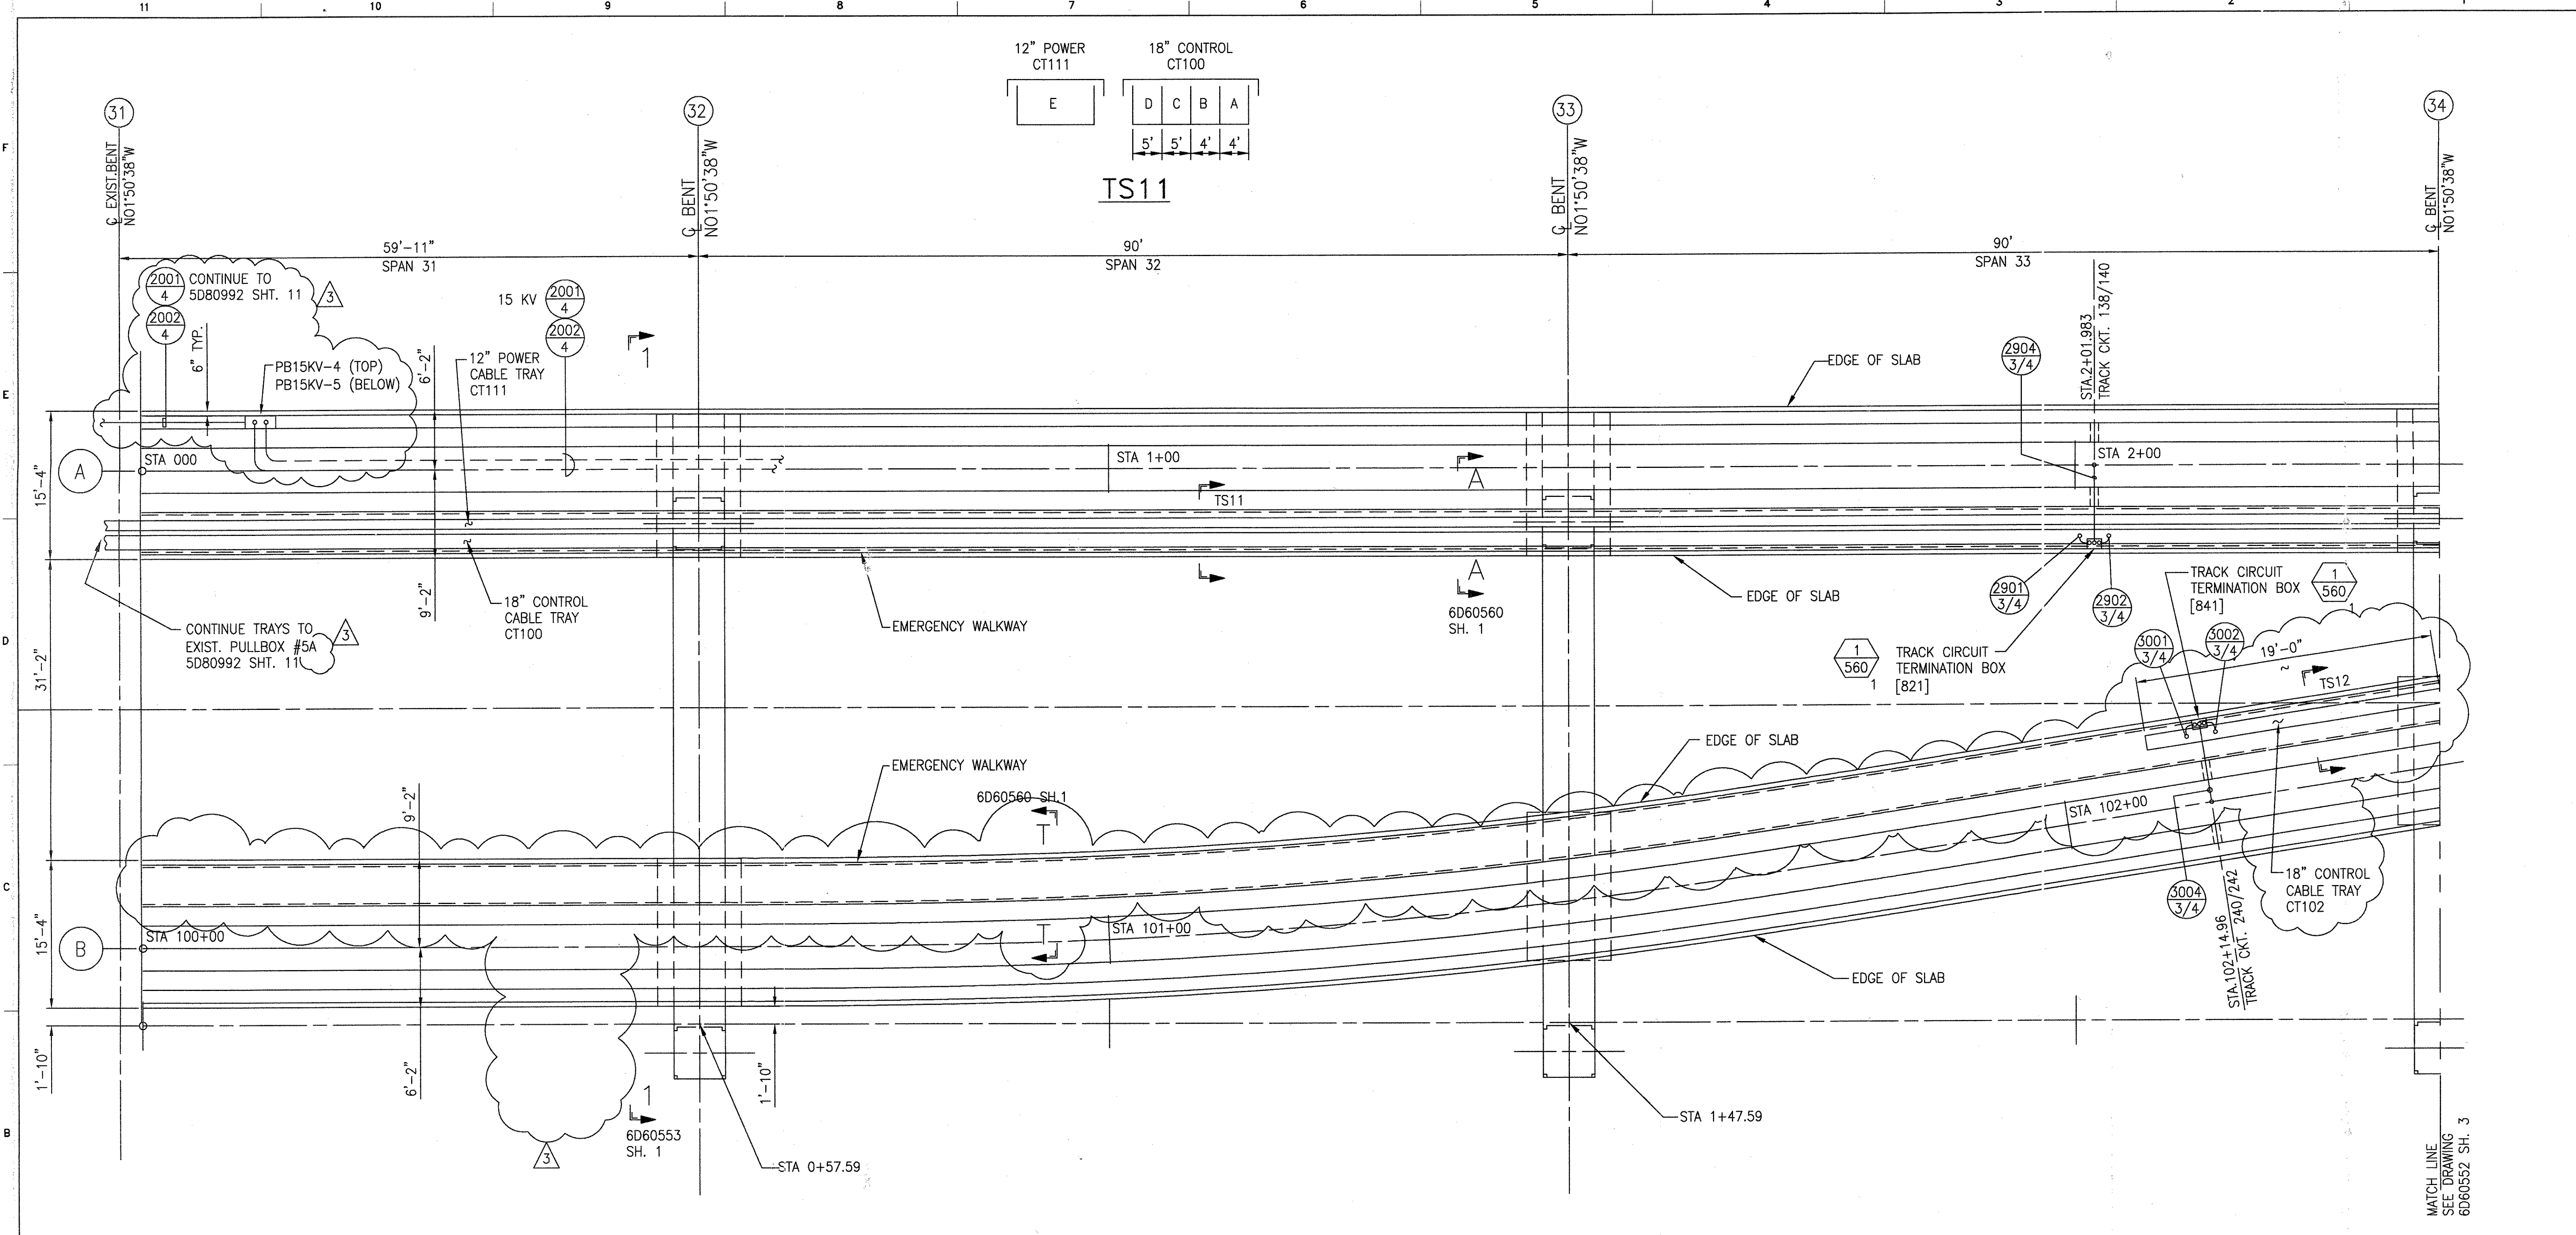 11 10 9 8 7 6 5 4 3 2 1
12" POWER
CT111
18" CONTROL
CT100
E
D C B A
5' 5' 4' 4'
TS11
31
32
33
34
℄ EXIST.BENT
N01°50'38"W
℄ BENT
N01°50'38"W
℄ BENT
N01°50'38"W
℄ BENT
N01°50'38"W
F
E
D
C
B
59'-11"
SPAN 31
90'
SPAN 32
90'
SPAN 33
2001
4
2002
4
CONTINUE TO
5D80992 SHT. 11
3
6" TYP.
PB15KV-4 (TOP)
PB15KV-5 (BELOW)
6'-2"
12" POWER
CABLE TRAY
CT111
15 KV
2001
4
2002
4
1
EDGE OF SLAB
2904
3/4
STA.2+01.983
TRACK CKT. 138/140
A
STA 000
STA 1+00
A
STA 2+00
TS11
15'-4"
9'-2"
18" CONTROL
CABLE TRAY
CT100
EMERGENCY WALKWAY
A
6D60560
SH. 1
EDGE OF SLAB
2901
3/4
2902
3/4
TRACK CIRCUIT
TERMINATION BOX
[841]
1
560
1
CONTINUE TRAYS TO
EXIST. PULLBOX #5A
5D80992 SHT. 11
3
31'-2"
1
560
1
TRACK CIRCUIT
TERMINATION BOX
[821]
3001
3/4
3002
3/4
19'-0"
TS12
EMERGENCY WALKWAY
EDGE OF SLAB
6D60560 SH.1
T
9'-2"
STA 102+00
18" CONTROL
CABLE TRAY
CT102
3004
3/4
STA.102+14.96
TRACK CKT. 240/242
15'-4"
B
STA 100+00
T
STA 101+00
EDGE OF SLAB
1'-10"
6'-2"
1'-10"
1
6D60553
SH. 1
3
STA 0+57.59
STA 1+47.59
MATCH LINE
SEE DRAWING
6D60552 SH. 3